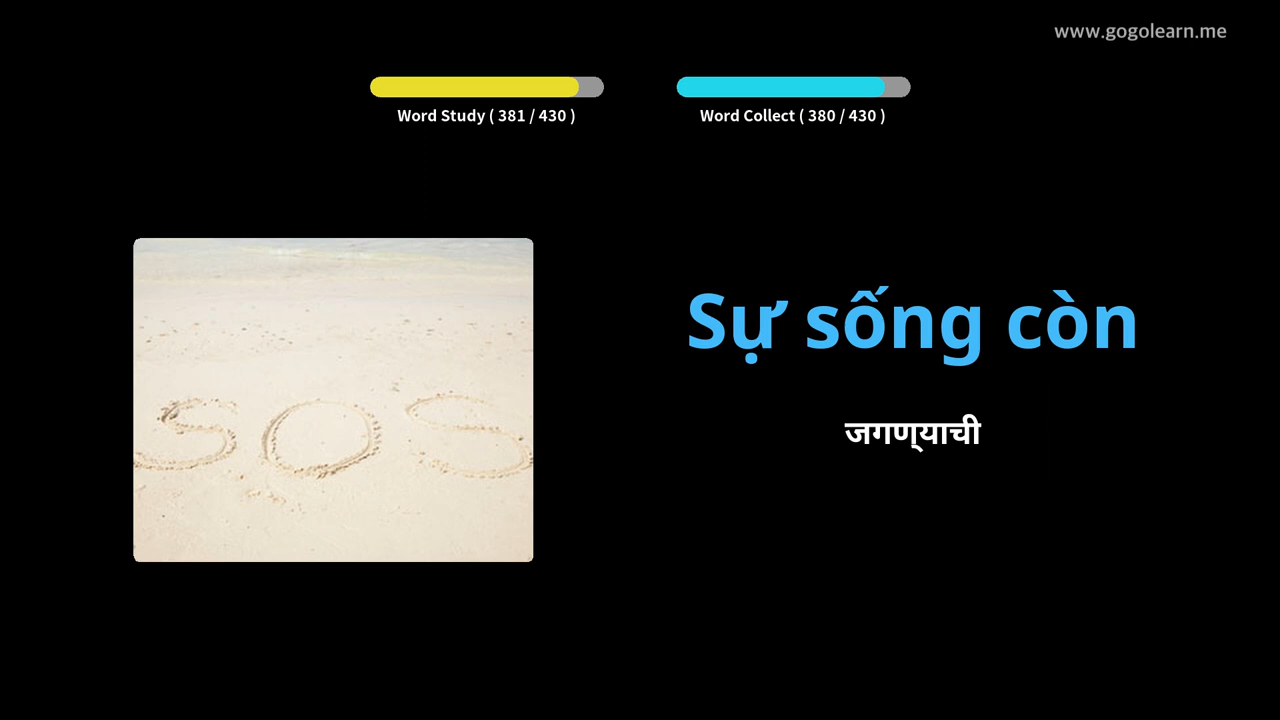 www.gogolearn.me
Word Study ( 381 / 430 )
Word Collect ( 380 / 430 )
SOS
Sự sống còn
जगण्याची